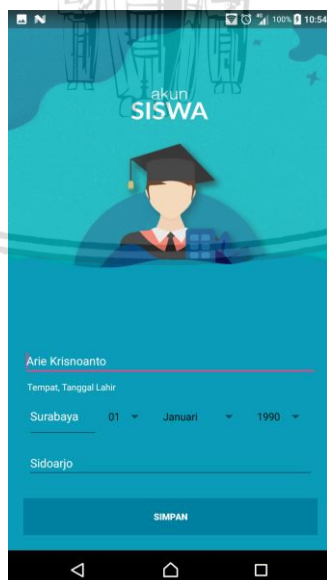 100% 10:54
akun
SISWA
Arie Krisnoanto
Tempat, Tanggal Lahir
Surabaya 01 Januari 1990
Sidoarjo
SIMPAN